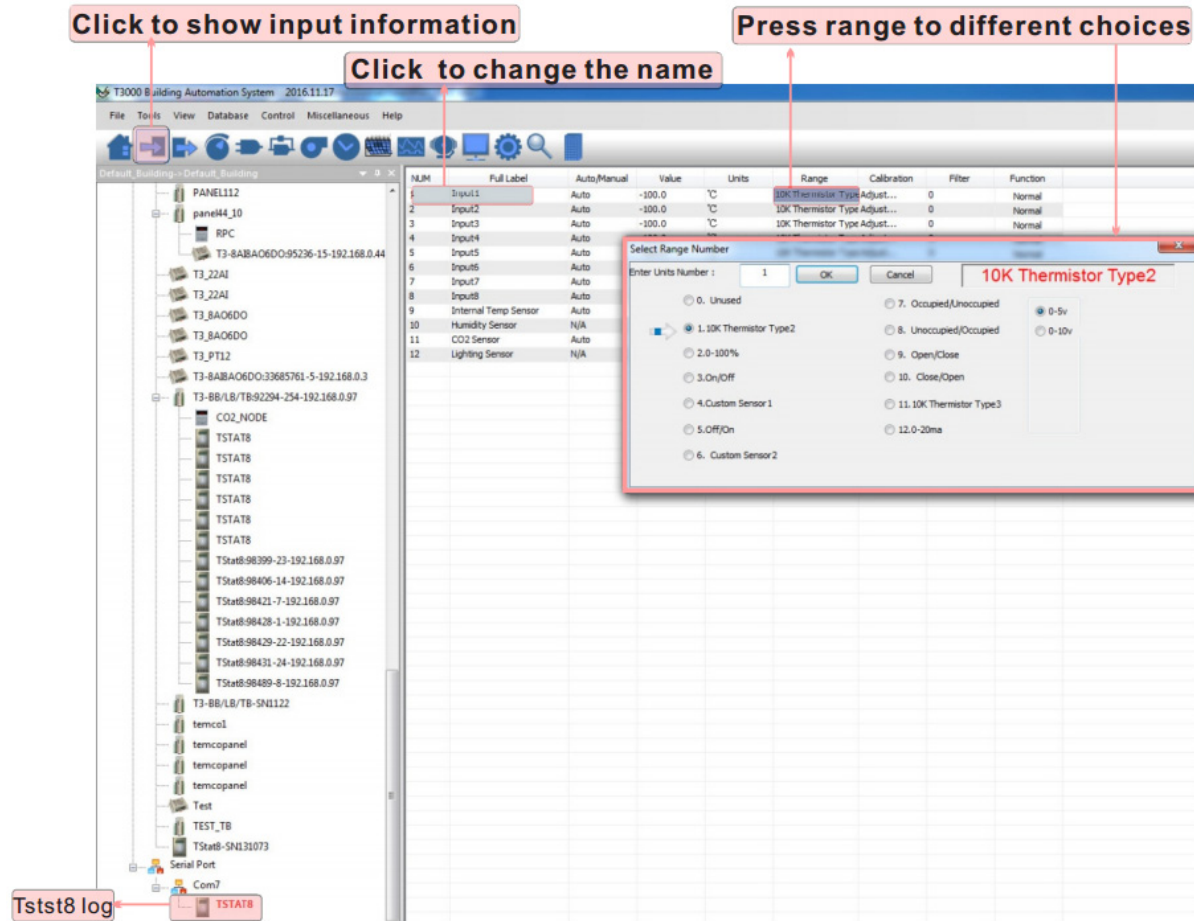 Click to show input information
Press range to different choices
Click to change the name
T3000 Building Automation System 2016.11.17
File Tools View Database Control Miscellaneous Help
Default_Building->Default_Building
PANEL112
panel44_10
RPC
T3-8AIBAO6DO:95236-15-192.168.0.44
T3_22AI
T3_22AI
T3_8AO6DO
T3_8AO6DO
T3_PT12
T3-8AIBAO6DO:33685761-5-192.168.0.3
T3-BB/LB/TB:92294-254-192.168.0.97
CO2_NODE
TSTAT8
TSTAT8
TSTAT8
TSTAT8
TSTAT8
TSTAT8
TStat8:98399-23-192.168.0.97
TStat8:98406-14-192.168.0.97
TStat8:98421-7-192.168.0.97
TStat8:98428-1-192.168.0.97
TStat8:98429-22-192.168.0.97
TStat8:98431-24-192.168.0.97
TStat8:98489-8-192.168.0.97
T3-BB/LB/TB-SN1122
temco1
temcopanel
temcopanel
temcopanel
Test
TEST_TB
TStat8-SN131073
Serial Port
Com7
TSTAT8
Tstst8 log
NUM Full Label Auto/Manual Value Units Range Calibration Filter Function
1 Input1 Auto -100.0 °C 10K Thermistor Type Adjust... 0 Normal
2 Input2 Auto -100.0 °C 10K Thermistor Type Adjust... 0 Normal
3 Input3 Auto -100.0 °C 10K Thermistor Type Adjust... 0 Normal
4 Input4 Auto
5 Input5 Auto
6 Input6 Auto
7 Input7 Auto
8 Input8 Auto
9 Internal Temp Sensor Auto
10 Humidity Sensor N/A
11 CO2 Sensor Auto
12 Lighting Sensor N/A
Select Range Number
Enter Units Number : 1 OK Cancel 10K Thermistor Type2
0. Unused
1.10K Thermistor Type2
2.0-100%
3.On/Off
4.Custom Sensor1
5.Off/On
6. Custom Sensor2
7. Occupied/Unoccupied
8. Unoccupied/Occupied
9. Open/Close
10. Close/Open
11.10K Thermistor Type3
12.0-20ma
0-5v
0-10v